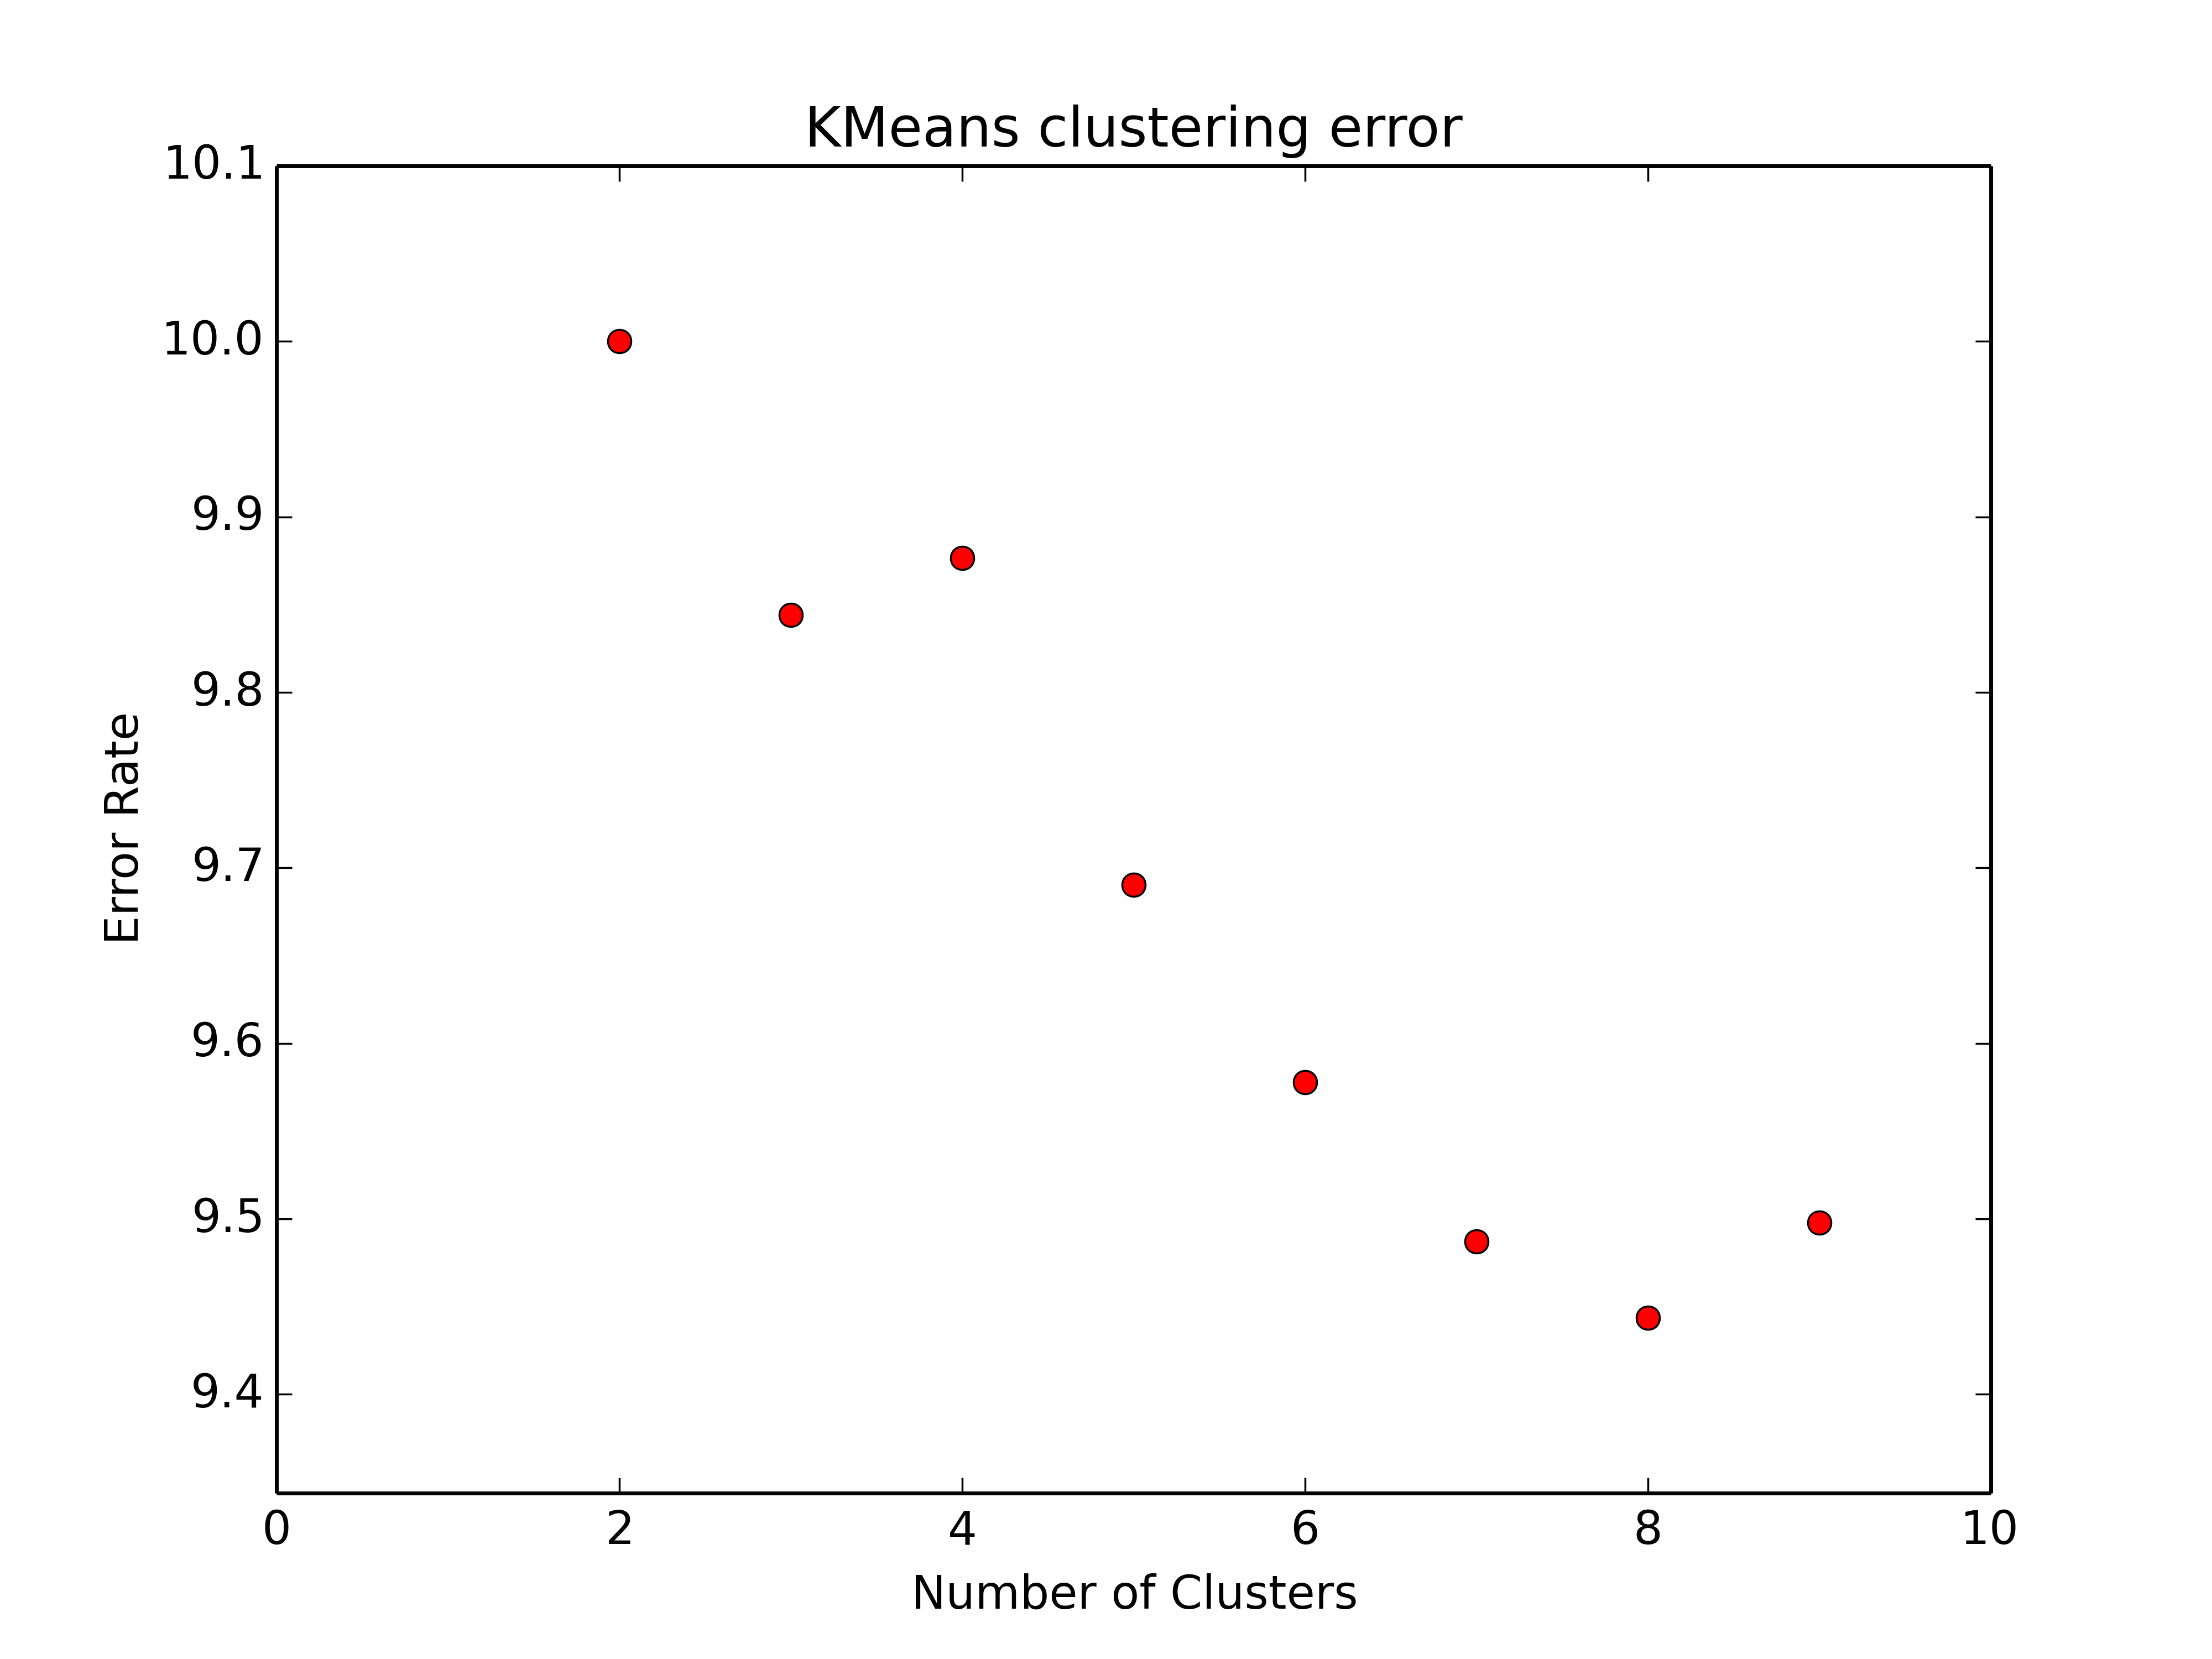 KMeans clustering error
10.1
10.0
9.9
9.8
9.7
9.6
9.5
9.4
Error Rate
0 2 4 6 8 10
Number of Clusters